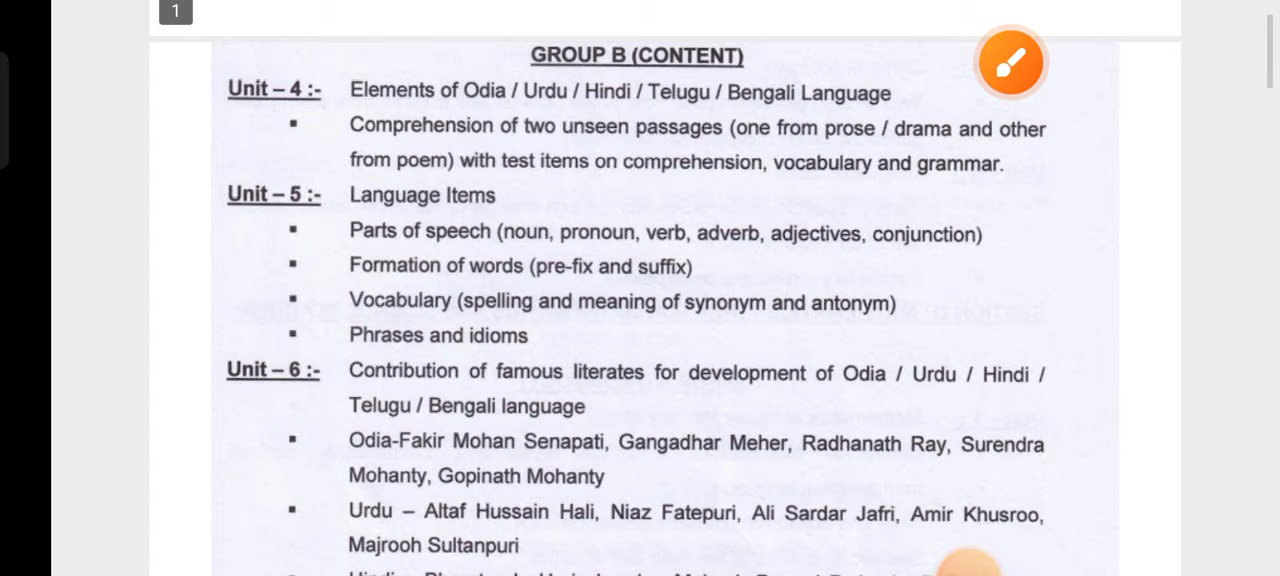 1
GROUP B (CONTENT)
Unit – 4 :- Elements of Odia / Urdu / Hindi / Telugu / Bengali Language
▪ Comprehension of two unseen passages (one from prose / drama and other
from poem) with test items on comprehension, vocabulary and grammar.
Unit – 5 :- Language Items
▪ Parts of speech (noun, pronoun, verb, adverb, adjectives, conjunction)
▪ Formation of words (pre-fix and suffix)
▪ Vocabulary (spelling and meaning of synonym and antonym)
▪ Phrases and idioms
Unit – 6 :- Contribution of famous literates for development of Odia / Urdu / Hindi /
Telugu / Bengali language
▪ Odia-Fakir Mohan Senapati, Gangadhar Meher, Radhanath Ray, Surendra
Mohanty, Gopinath Mohanty
▪ Urdu – Altaf Hussain Hali, Niaz Fatepuri, Ali Sardar Jafri, Amir Khusroo,
Majrooh Sultanpuri